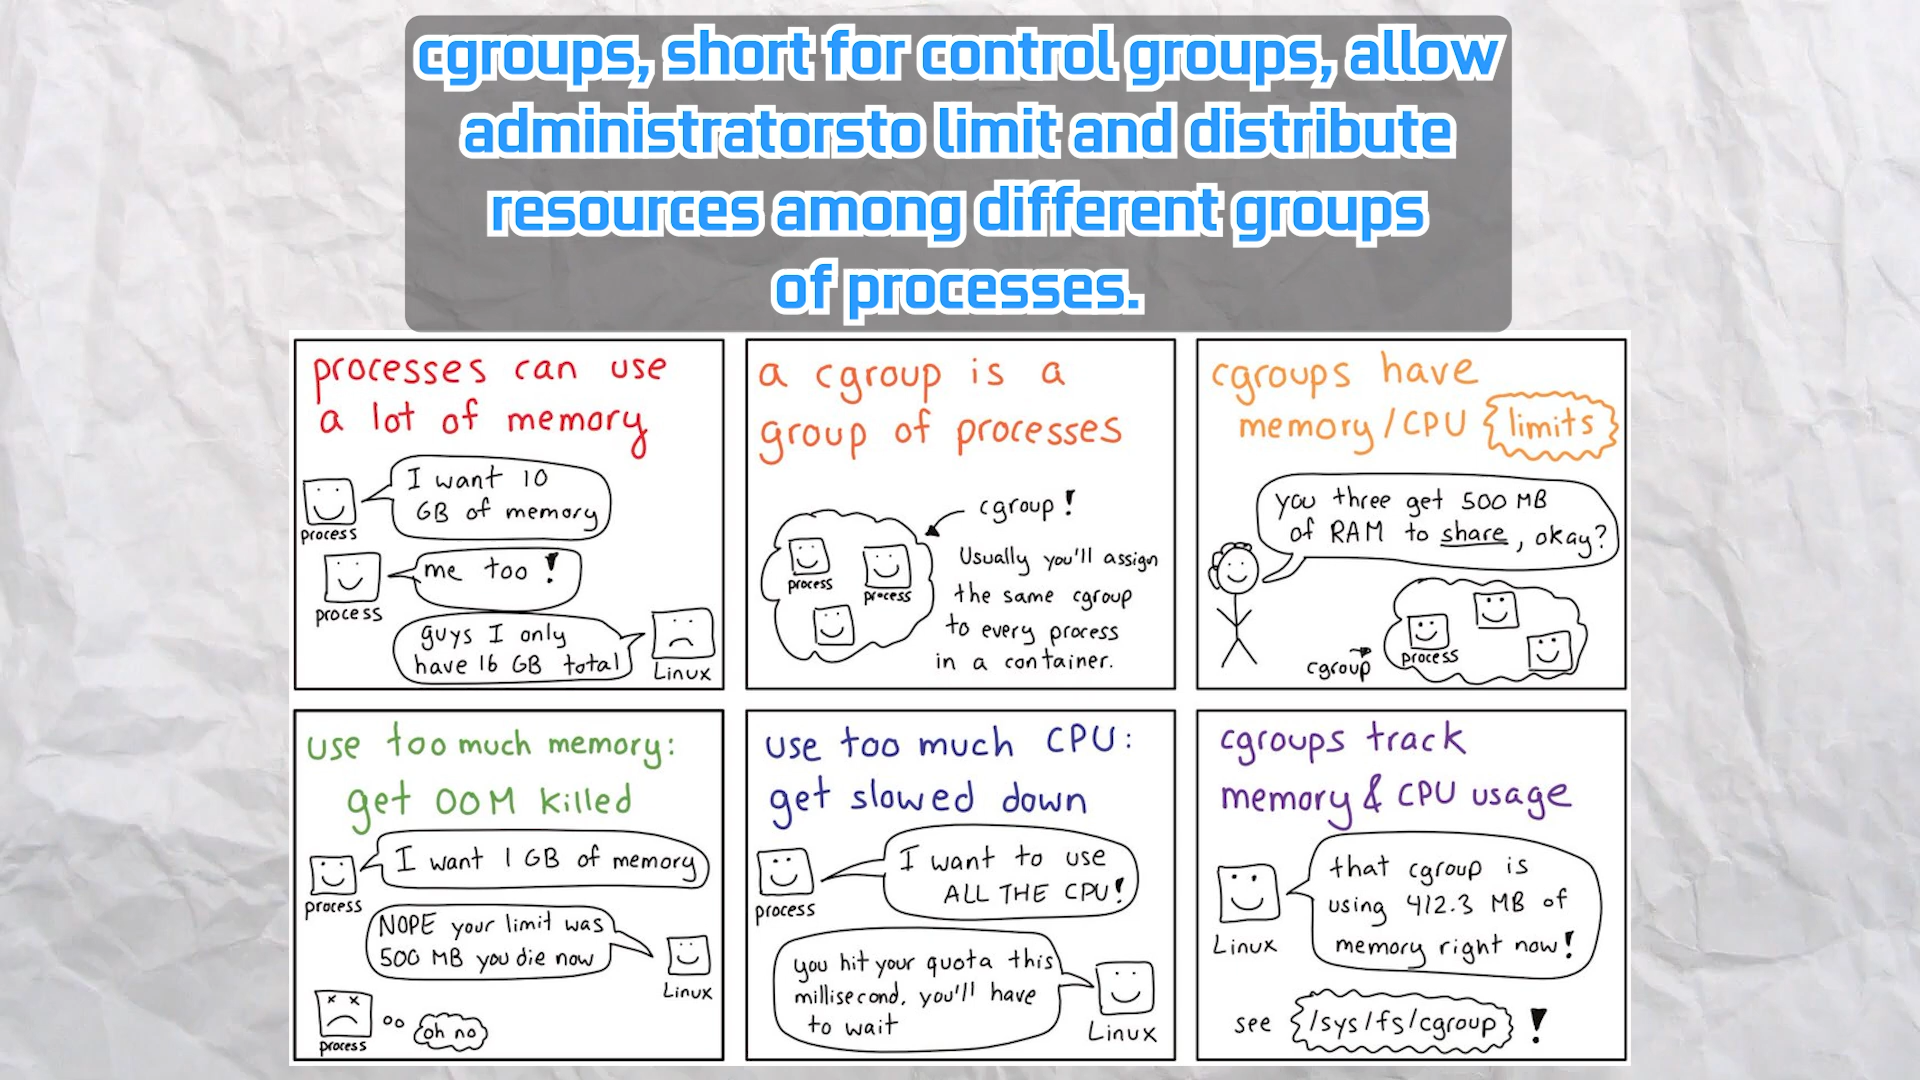 cgroups, short for control groups, allow
administratorsto limit and distribute
resources among different groups
of processes.
processes can use
a lot of memory
I want 10
GB of memory
process
me too!
process
guys I only
have 16 GB total
Linux
a cgroup is a
group of processes
cgroup!
Usually you'll assign
the same cgroup
to every process
in a container.
process
process
cgroups have
memory/CPU limits
you three get 500 MB
of RAM to share, okay?
cgroup
process
use too much memory:
get OOM killed
I want 1 GB of memory
process
NOPE your limit was
500 MB you die now
Linux
process
oh no
use too much CPU:
get slowed down
I want to use
ALL THE CPU!
process
you hit your quota this
millisecond, you'll have
to wait
Linux
cgroups track
memory & CPU usage
that cgroup is
using 412.3 MB of
memory right now!
Linux
see /sys/fs/cgroup !